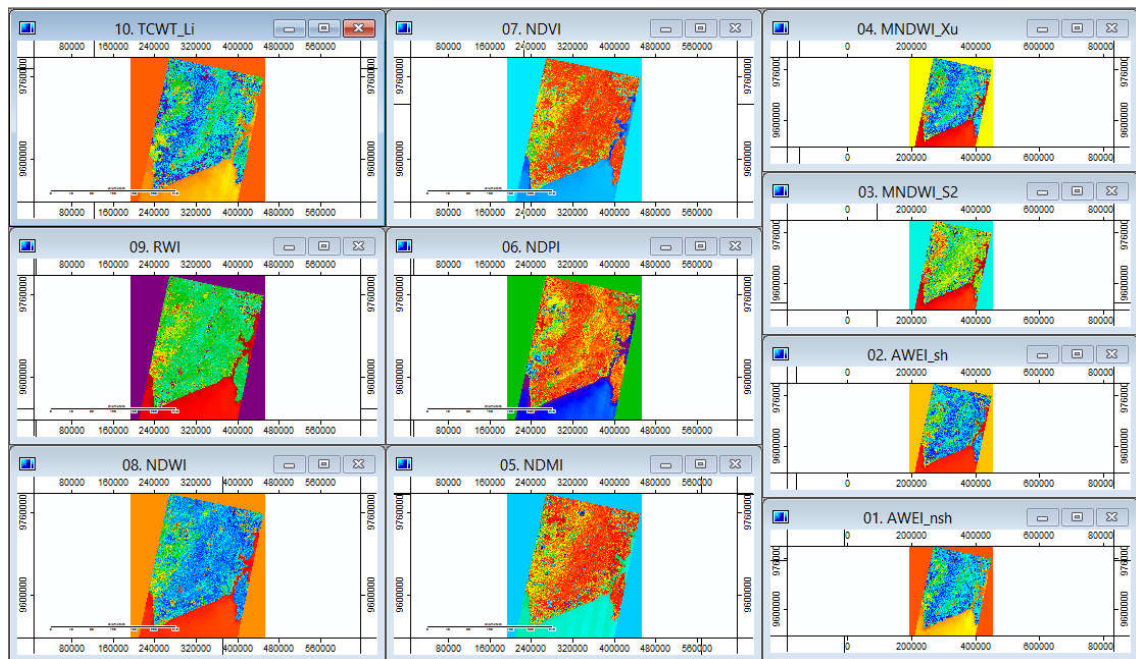 10. TCWT_Li
80000 160000 240000 320000 400000 480000 560000
9760000
9600000
80000 160000 240000 320000 400000 480000 560000
07. NDVI
80000 160000 240000 320000 400000 480000 560000
9760000
9600000
80000 160000 240000 320000 400000 480000 560000
04. MNDWI_Xu
0 200000 400000 600000 80000
9600000
0 200000 400000 600000 80000
03. MNDWI_S2
0 200000 400000 600000 80000
9600000
0 200000 400000 600000 80000
09. RWI
80000 160000 240000 320000 400000 480000 560000
9760000
9600000
80000 160000 240000 320000 400000 480000 560000
06. NDPI
80000 160000 240000 320000 400000 480000 560000
9760000
9600000
80000 160000 240000 320000 400000 480000 560000
02. AWEI_sh
0 200000 400000 600000 80000
9600000
0 200000 400000 600000 80000
08. NDWI
80000 160000 240000 320000 400000 480000 560000
9760000
9600000
80000 160000 240000 320000 400000 480000 560000
05. NDMI
80000 160000 240000 320000 400000 480000 560000
9760000
9600000
80000 160000 240000 320000 400000 480000 560000
01. AWEI_nsh
0 200000 400000 600000 80000
9600000
0 200000 400000 600000 80000